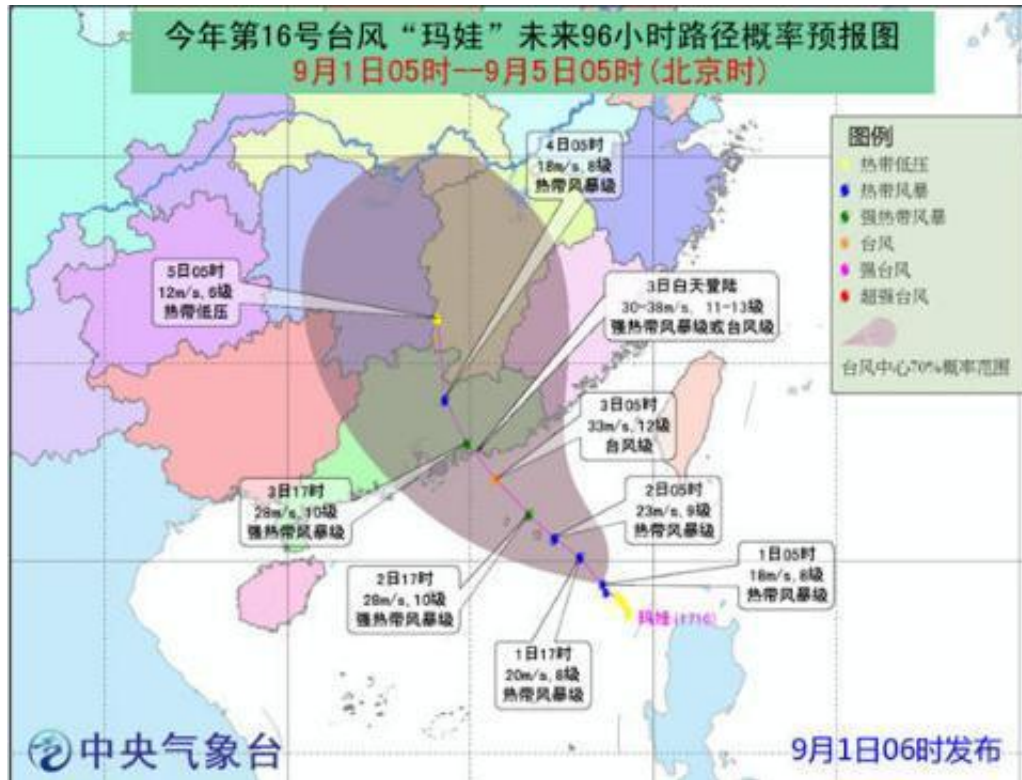 今年第16号台风“玛娃”未来96小时路径概率预报图
9月1日05时--9月5日05时(北京时)
图例
热带低压
热带风暴
强热带风暴
台风
强台风
超强台风
台风中心70%概率范围
4日05时
18m/s,8级
热带风暴级
5日05时
12m/s,6级
热带低压
3日白天登陆
30-38m/s, 11-13级
强热带风暴级或台风级
3日05时
33m/s,12级
台风级
3日17时
28m/s,10级
强热带风暴级
2日05时
23m/s,9级
热带风暴级
1日05时
18m/s,8级
热带风暴级
2日17时
28m/s,10级
强热带风暴级
玛娃(1716)
1日17时
20m/s,8级
热带风暴级
中央气象台
9月1日06时发布